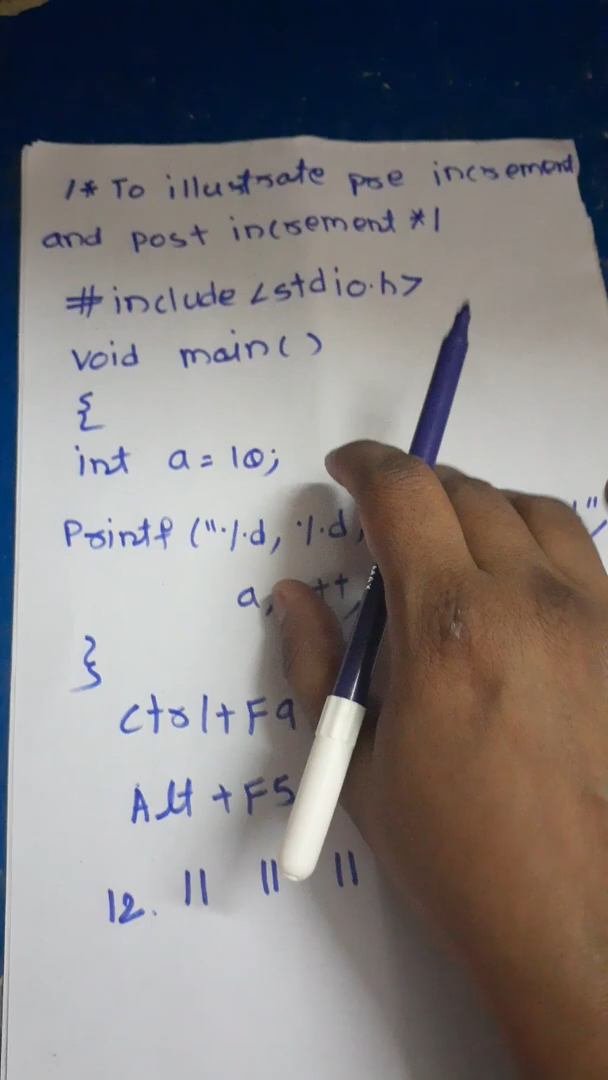 /* To illustrate pre increment
and post increment */
#include <stdio.h>
void main()
{
int a = 10;
Printf ("%d, %d, ",
a, ++,
}
Ctrl+F9
Alt+F5
12. 11 11 11